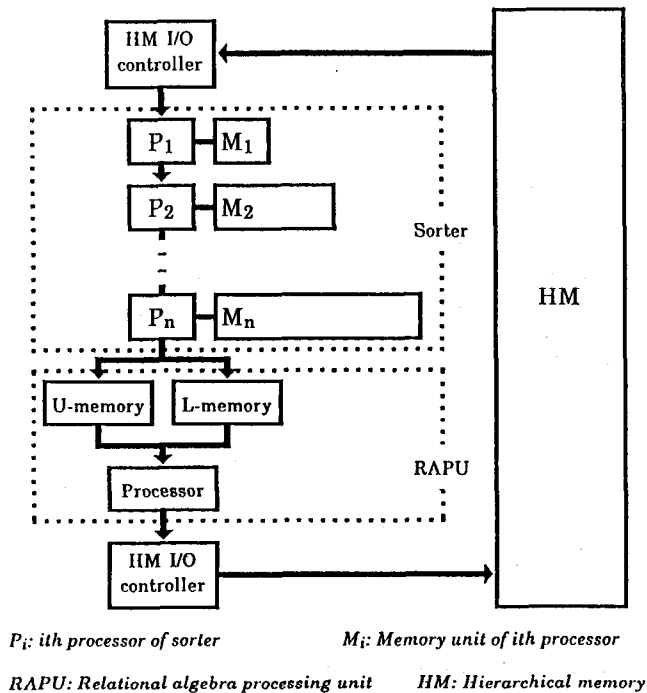 HM I/O
controller
P1
M1
P2
M2
Sorter
HM
Pn
Mn
U-memory
L-memory
RAPU
Processor
HM I/O
controller
Pi: ith processor of sorter
Mi: Memory unit of ith processor
RAPU: Relational algebra processing unit
HM: Hierarchical memory